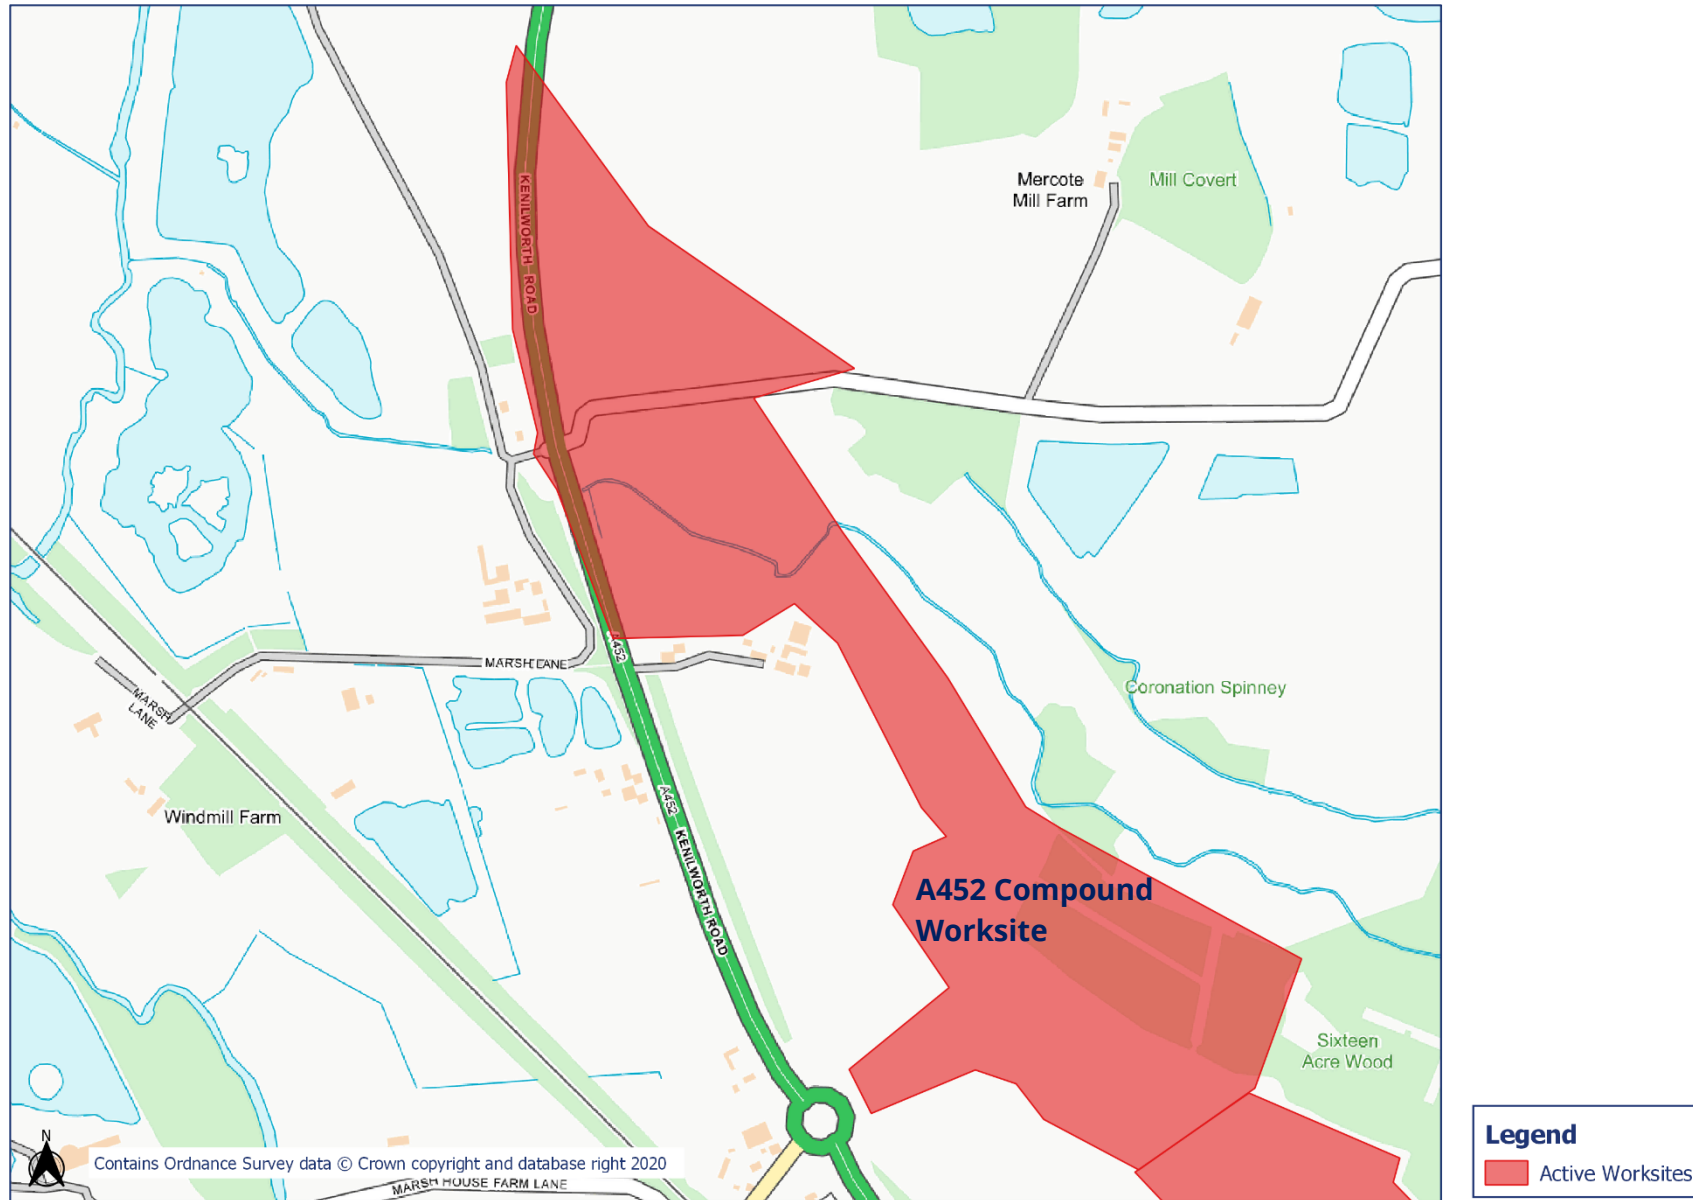 KENILWORTH ROAD
Mercote
Mill Farm
Mill Covert
A452
MARSH LANE
MARSH
LANE
Coronation Spinney
A452 KENILWORTH ROAD
Windmill Farm
A452 Compound
Worksite
Sixteen
Acre Wood
N
Contains Ordnance Survey data © Crown copyright and database right 2020
MARSH HOUSE FARM LANE
Legend
Active Worksites